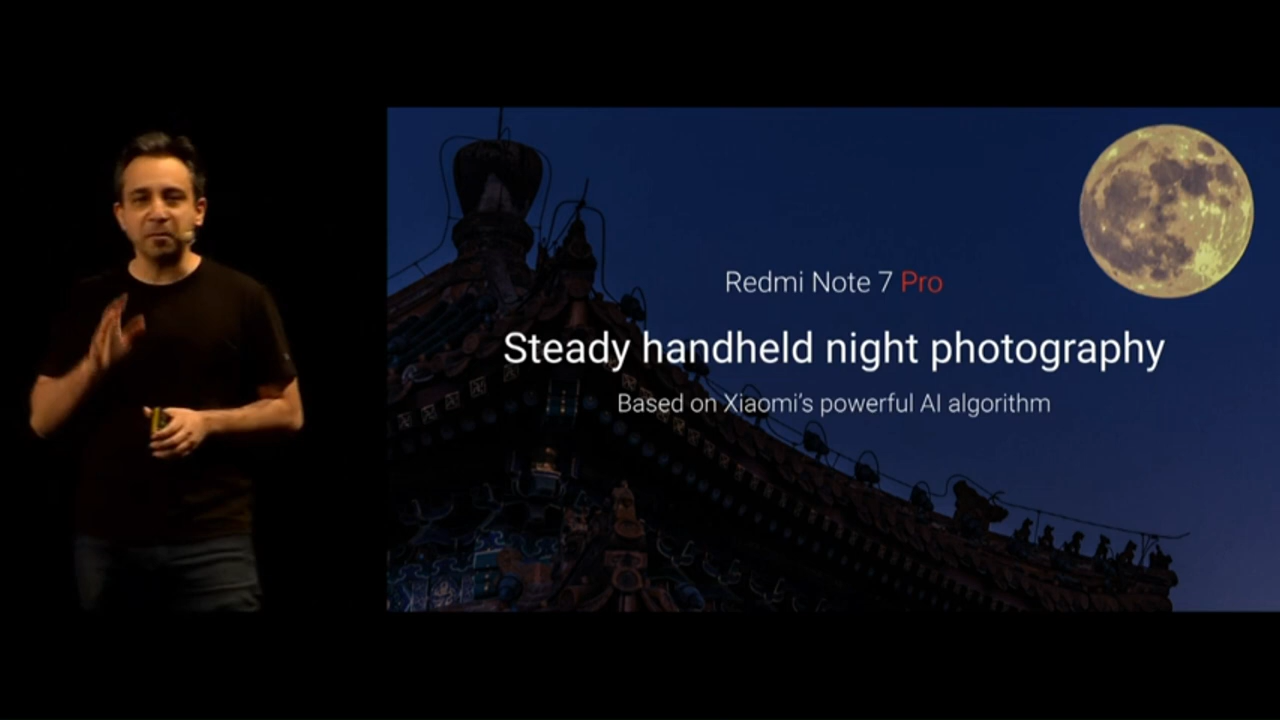 Redmi Note 7 Pro
Steady handheld night photography
Based on Xiaomi’s powerful AI algorithm